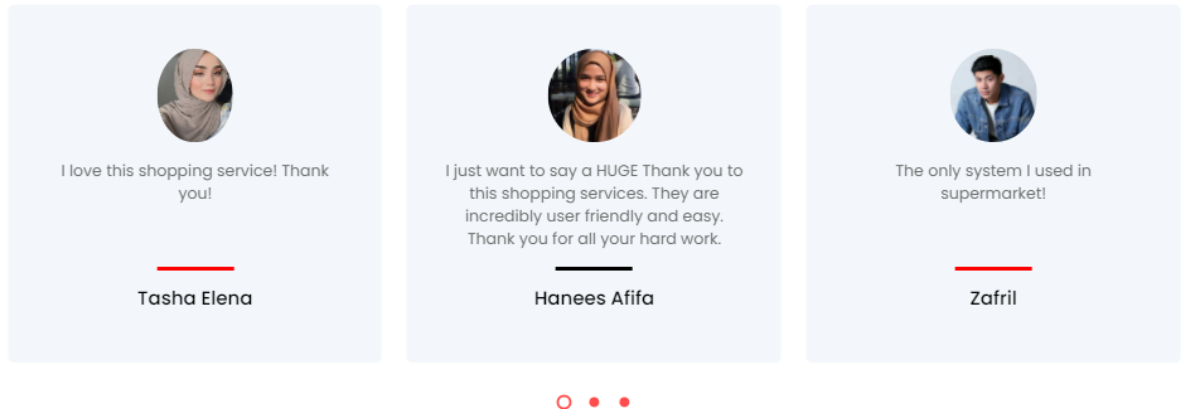 I love this shopping service! Thank
you!
Tasha Elena
I just want to say a HUGE Thank you to
this shopping services. They are
incredibly user friendly and easy.
Thank you for all your hard work.
Hanees Afifa
The only system I used in
supermarket!
Zafril